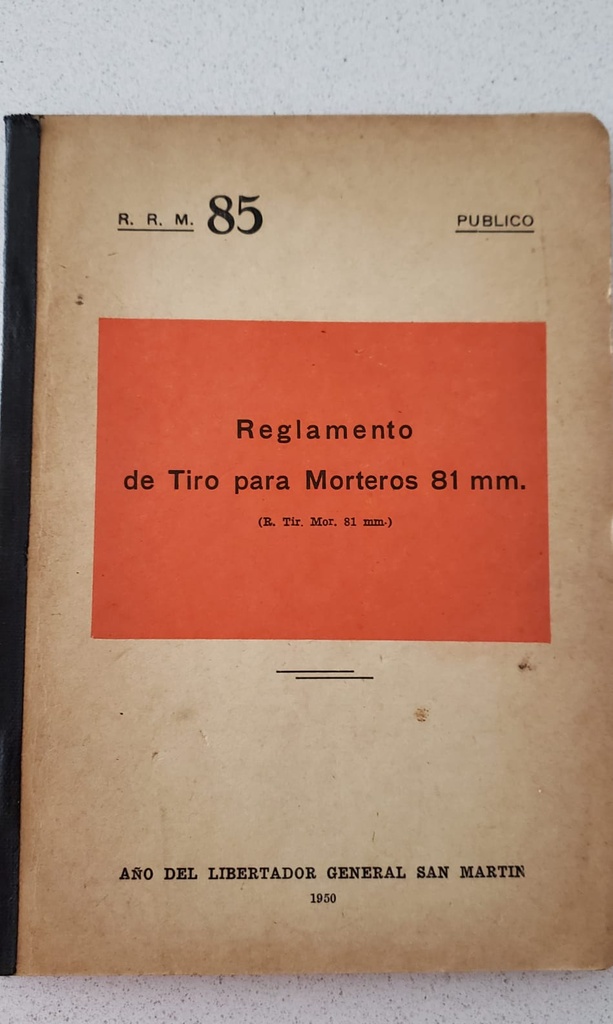 R. R. M. 85
PUBLICO
Reglamento
de Tiro para Morteros 81 mm.
(R. Tir. Mor. 81 mm.)
AÑO DEL LIBERTADOR GENERAL SAN MARTIN
1950